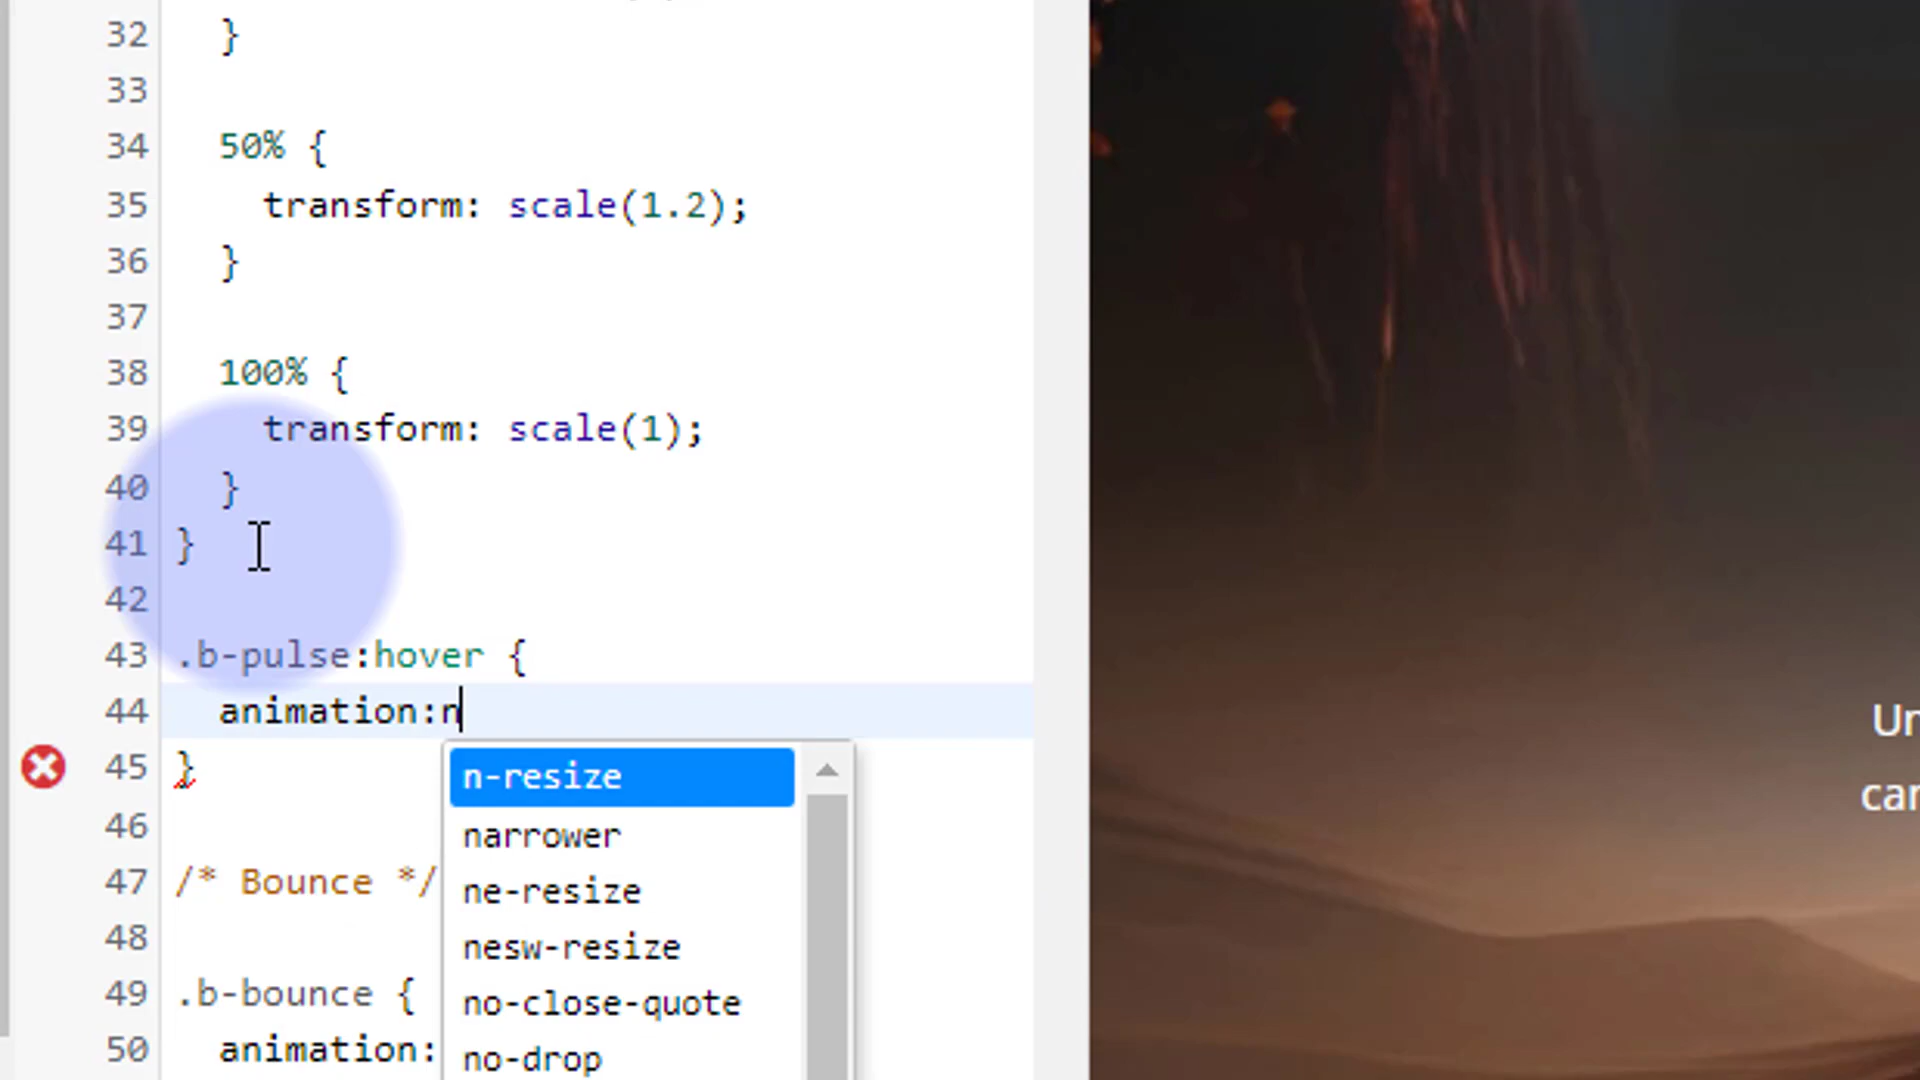 32 }
33
34 50% {
35 transform: scale(1.2);
36 }
37
38 100% {
39 transform: scale(1);
40 }
41 }
42
43 .b-pulse:hover {
44 animation:n
45 }
n-resize
46
narrower
47 /* Bounce */
ne-resize
48
nesw-resize
49 .b-bounce {
no-close-quote
50 animation:
no-drop
Un
can